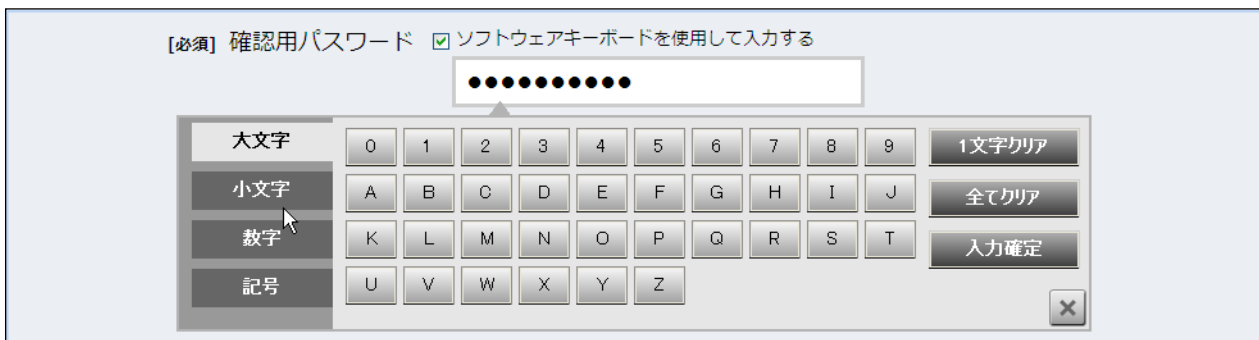 [必須] 確認用パスワード ソフトウェアキーボードを使用して入力する
●●●●●●●●●●
大文字 0 1 2 3 4 5 6 7 8 9 1文字クリア
小文字 A B C D E F G H I J 全てクリア
数字 K L M N O P Q R S T 入力確定
記号 U V W X Y Z